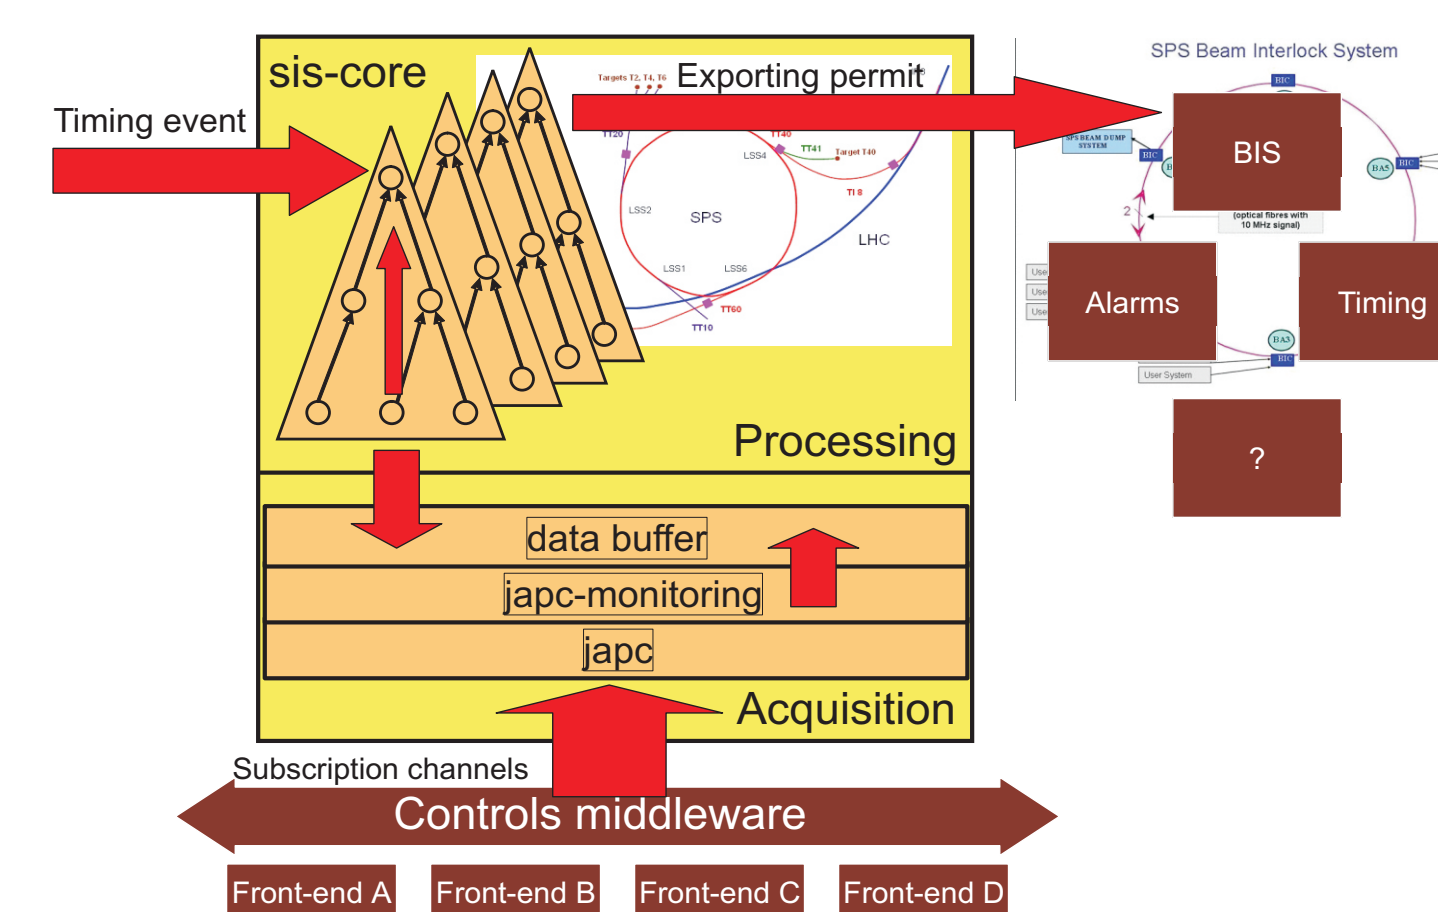 sis-core
Timing event
Targets T2, T4, T6
Exporting permit
TT20
TT40
TT41
Target T40
LSS4
TI 8
LSS2
SPS
LHC
LSS1
LSS6
TT60
TT10
Processing
data buffer
japc-monitoring
japc
Acquisition
Subscription channels
Controls middleware
Front-end A
Front-end B
Front-end C
Front-end D
SPS Beam Interlock System
BIC
SPS BEAM DUMP
SYSTEM
BIC
BIS
BA5
BIC
2
(optical fibres with
10 MHz signal)
Use
Use
Use
Alarms
Timing
BA3
BIC
User System
?